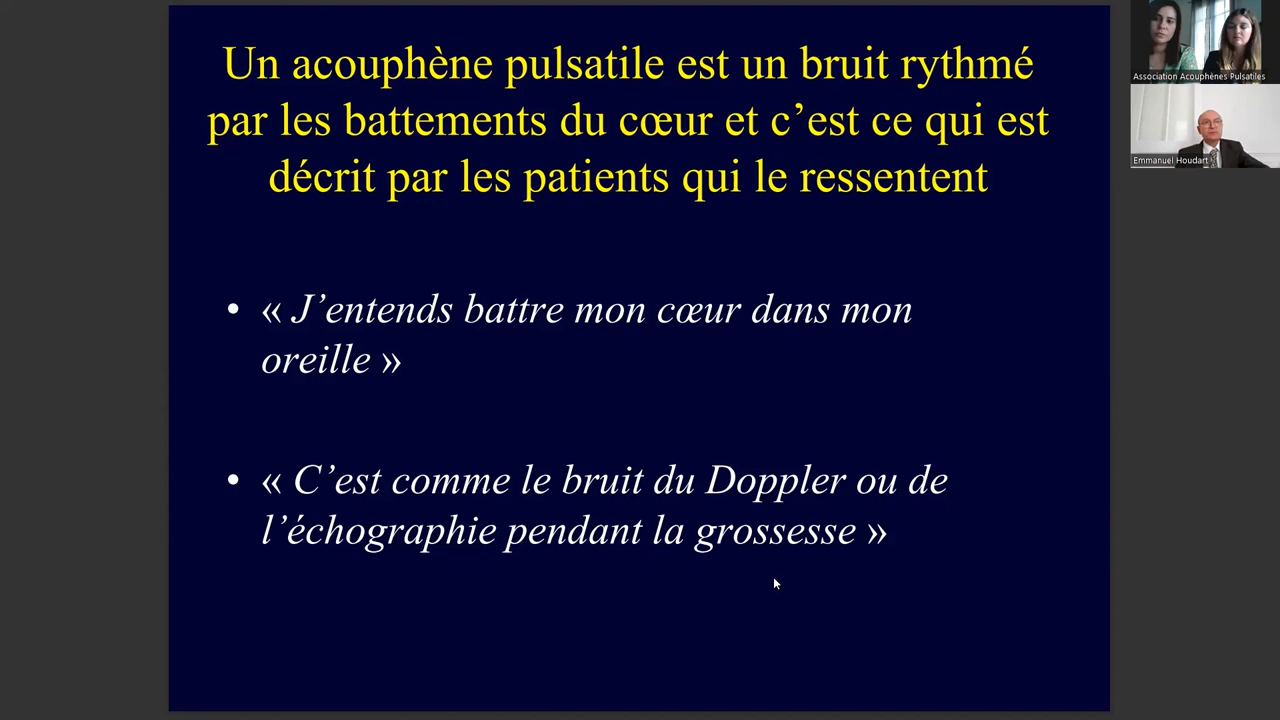 Un acouphène pulsatile est un bruit rythmé
par les battements du cœur et c’est ce qui est
décrit par les patients qui le ressentent
• « J’entends battre mon cœur dans mon
oreille »
• « C’est comme le bruit du Doppler ou de
l’échographie pendant la grossesse »
Association Acouphènes Pulsatiles
Emmanuel Houdart